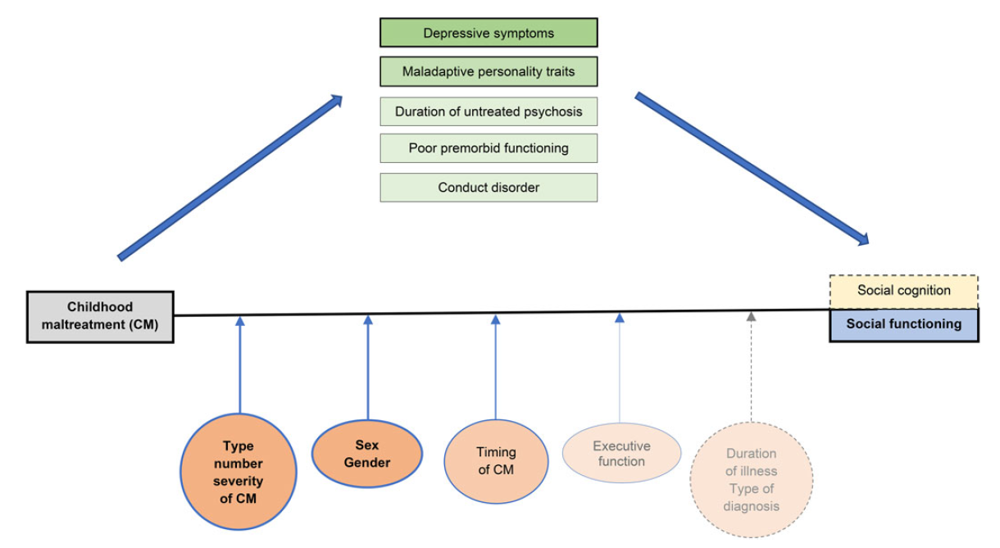 Depressive symptoms
Maladaptive personality traits
Duration of untreated psychosis
Poor premorbid functioning
Conduct disorder
Childhood
maltreatment (CM)
Social cognition
Social functioning
Type
number
severity
of CM
Sex
Gender
Timing
of CM
Executive
function
Duration
of illness
Type of
diagnosis